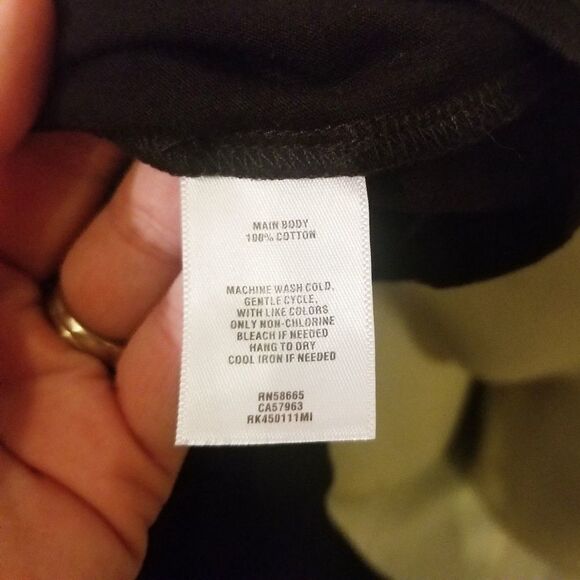 MAIN BODY
100% COTTON
MACHINE WASH COLD,
GENTLE CYCLE,
WITH LIKE COLORS
ONLY NON-CHLORINE
BLEACH IF NEEDED
HANG TO DRY
COOL IRON IF NEEDED
RN58665
CA57963
RK450111MI